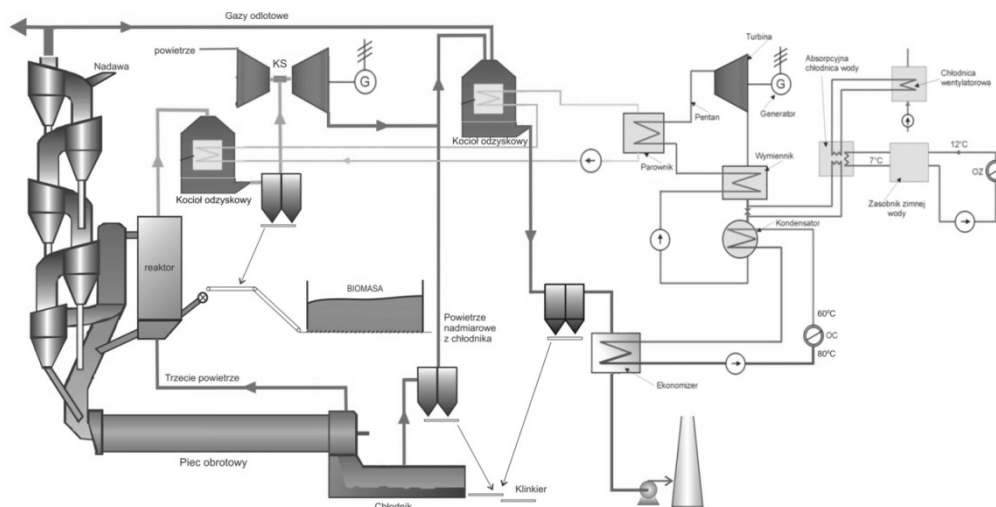 Gazy odlotowe
Nadawa
powietrze
KS
G
Kocioł odzyskowy
Kocioł odzyskowy
reaktor
BIOMASA
Powietrze
nadmiarowe
z chłodnika
Trzecie powietrze
Piec obrotowy
Chłodnik
Klinkier
Turbina
G
Generator
Pentan
Parownik
Wymiennik
Kondensator
Absorpcyjna
chłodnica wody
Chłodnica
wentylatorowa
7°C
12°C
OZ
Zasobnik zimnej
wody
60°C
OC
80°C
Ekonomizer